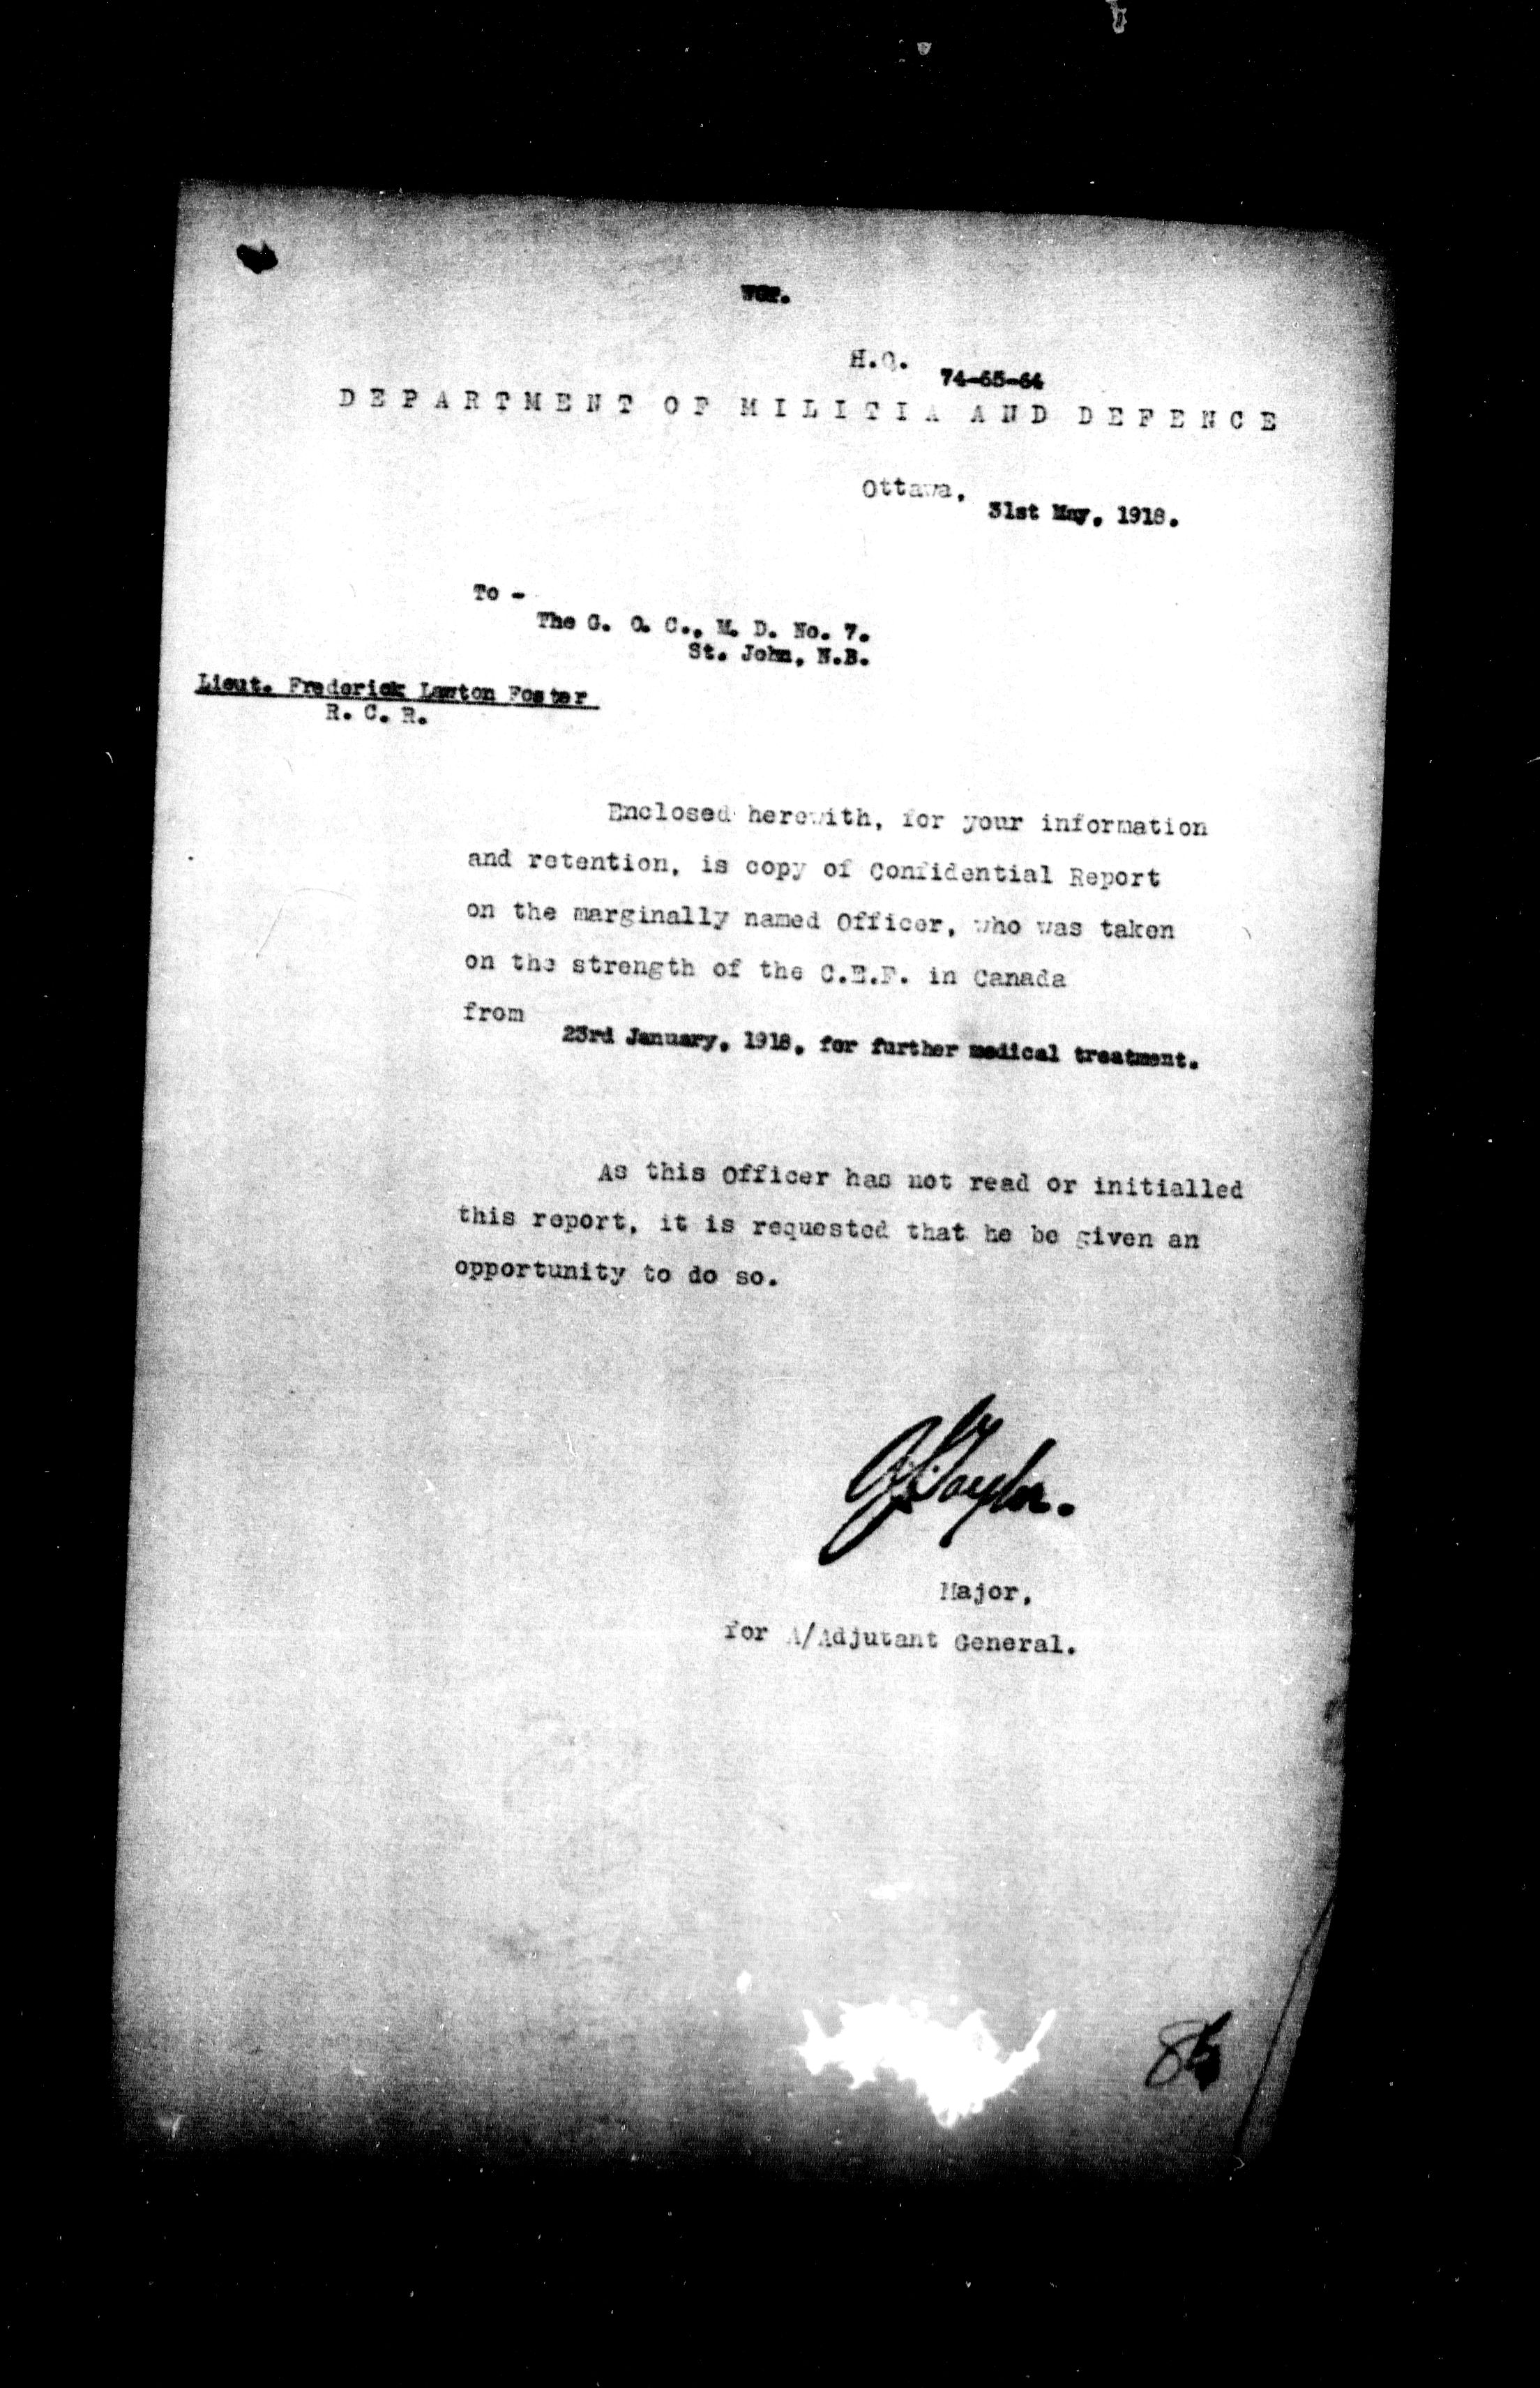 H.Q. 74-65-64
DEPARTMENT OF MILITIA AND DEFENCE
Ottawa, 31st May, 1918.
To -
The G. O. C., M. D. No. 7.
St. John, N.B.
Lieut. Frederick Lawton Foster
R. C. R.
Enclosed herewith, for your information
and retention, is copy of Confidential Report
on the marginally named Officer, who was taken
on the strength of the C.E.F. in Canada
from 23rd January, 1918, for further medical treatment.
As this Officer has not read or initialled
this report, it is requested that he be given an
opportunity to do so.
Taylor.
Major,
for A/Adjutant General.